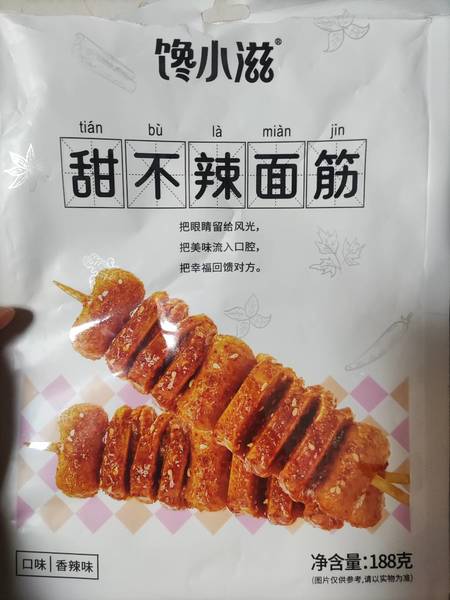 馋小滋®
tián bù là miàn jīn
甜不辣面筋
把眼睛留给风光，
把美味流入口腔，
把幸福回馈对方。
口味 香辣味
净含量:188克
(图片仅供参考,请以实物为准)